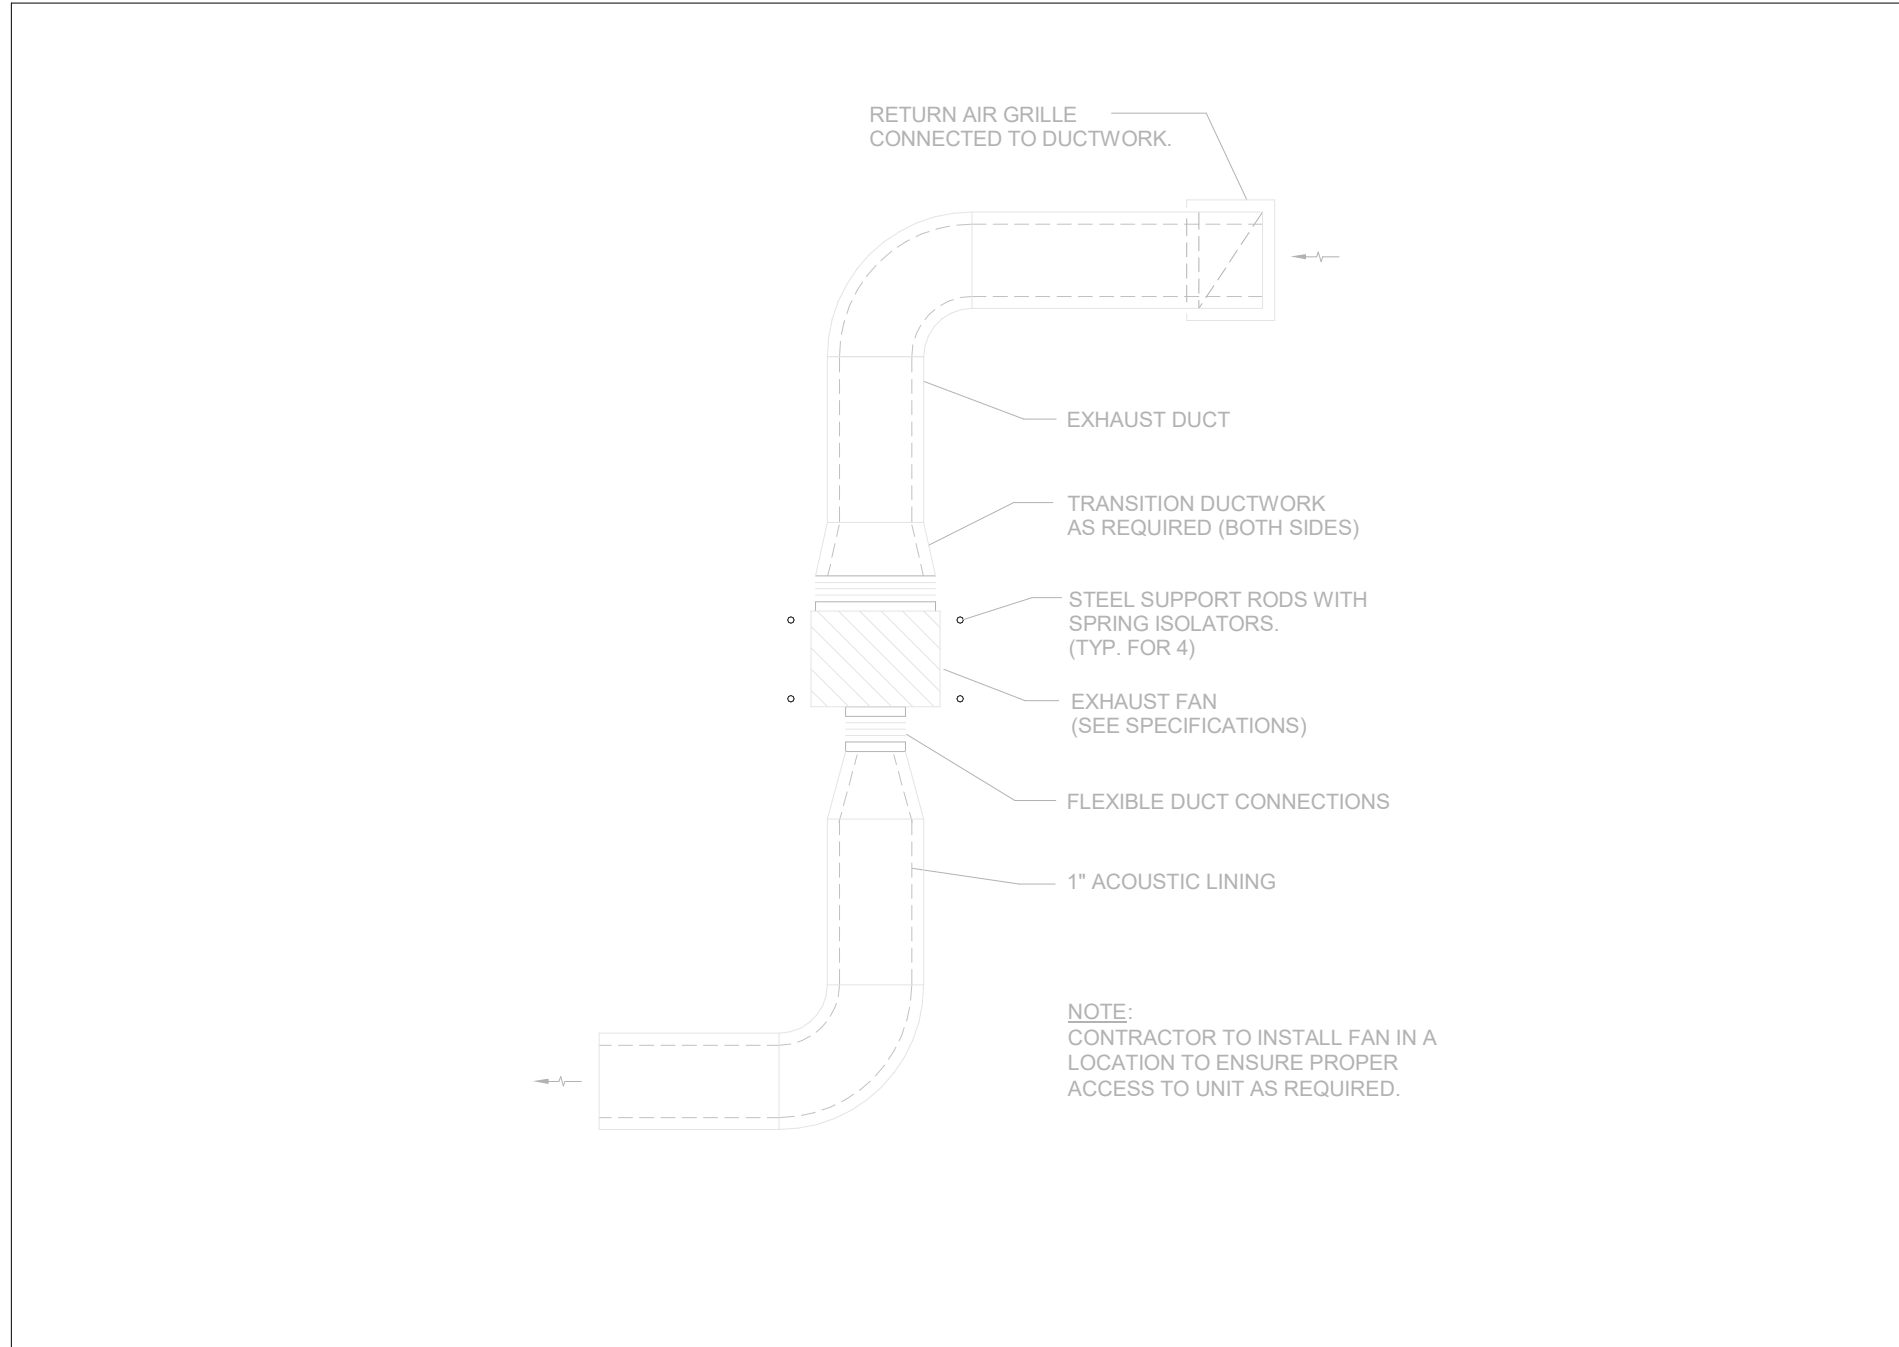 RETURN AIR GRILLE
CONNECTED TO DUCTWORK.
EXHAUST DUCT
TRANSITION DUCTWORK
AS REQUIRED (BOTH SIDES)
STEEL SUPPORT RODS WITH
SPRING ISOLATORS.
(TYP. FOR 4)
EXHAUST FAN
(SEE SPECIFICATIONS)
FLEXIBLE DUCT CONNECTIONS
1" ACOUSTIC LINING
NOTE:
CONTRACTOR TO INSTALL FAN IN A
LOCATION TO ENSURE PROPER
ACCESS TO UNIT AS REQUIRED.